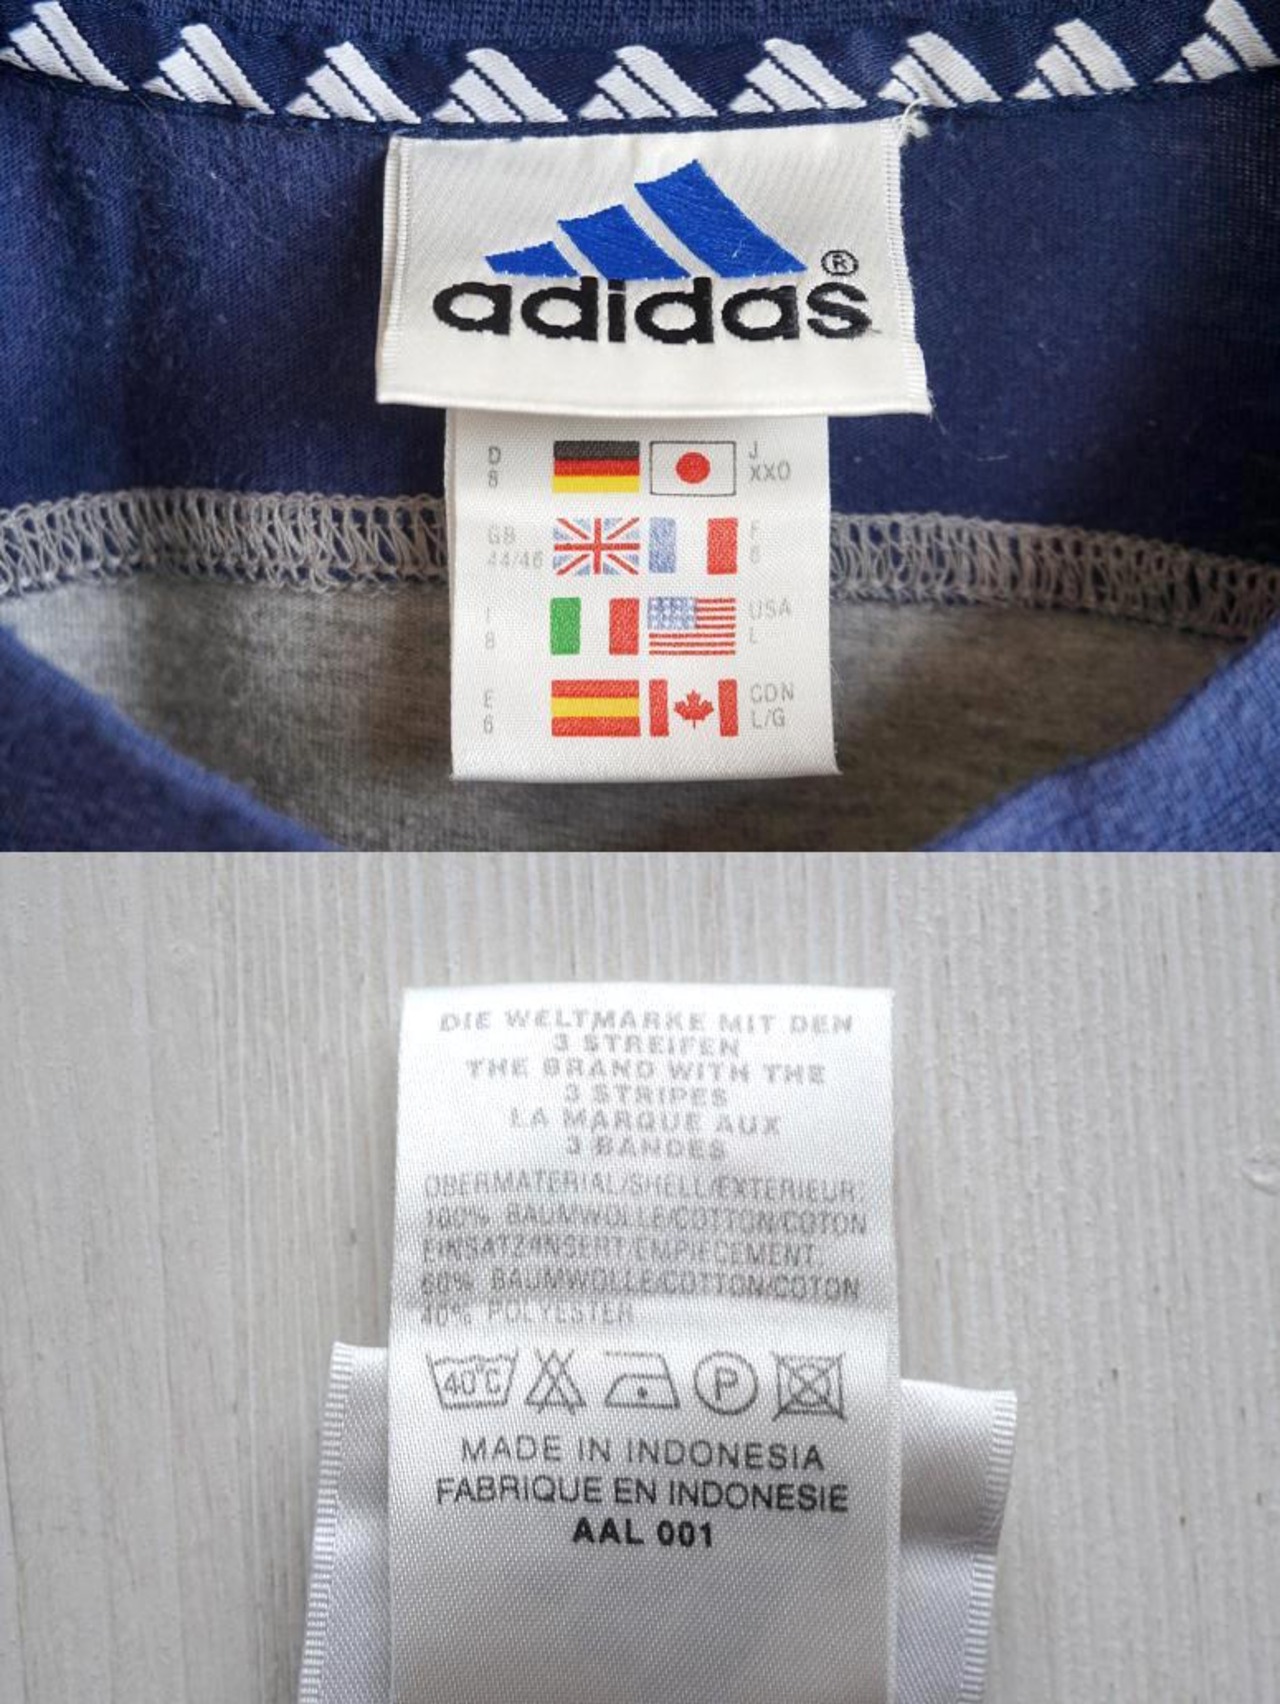 adidas®
D
8
J
XXO
GB
44/46
F
6
I
8
USA
L
E
6
CDN
L/G
DIE WELTMARKE MIT DEN
3 STREIFEN
THE BRAND WITH THE
3 STRIPES
LA MARQUE AUX
3 BANDES
OBERMATERIAL/SHELL/EXTERIEUR:
100% BAUMWOLLE/COTTON/COTON
EINSATZ/INSERT/EMPIECEMENT
60% BAUMWOLLE/COTTON/COTON
40% POLYESTER
40°C P
MADE IN INDONESIA
FABRIQUE EN INDONESIE
AAL 001